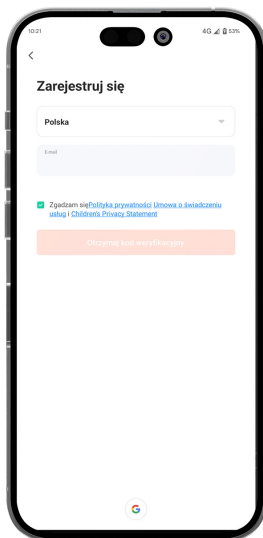 10:21
4G 53%
Zarejestruj się
Polska
E-mail
Zgadzam sięPolityka prywatności Umowa o świadczeniu
usług i Children's Privacy Statement
Otrzymaj kod weryfikacyjny
G